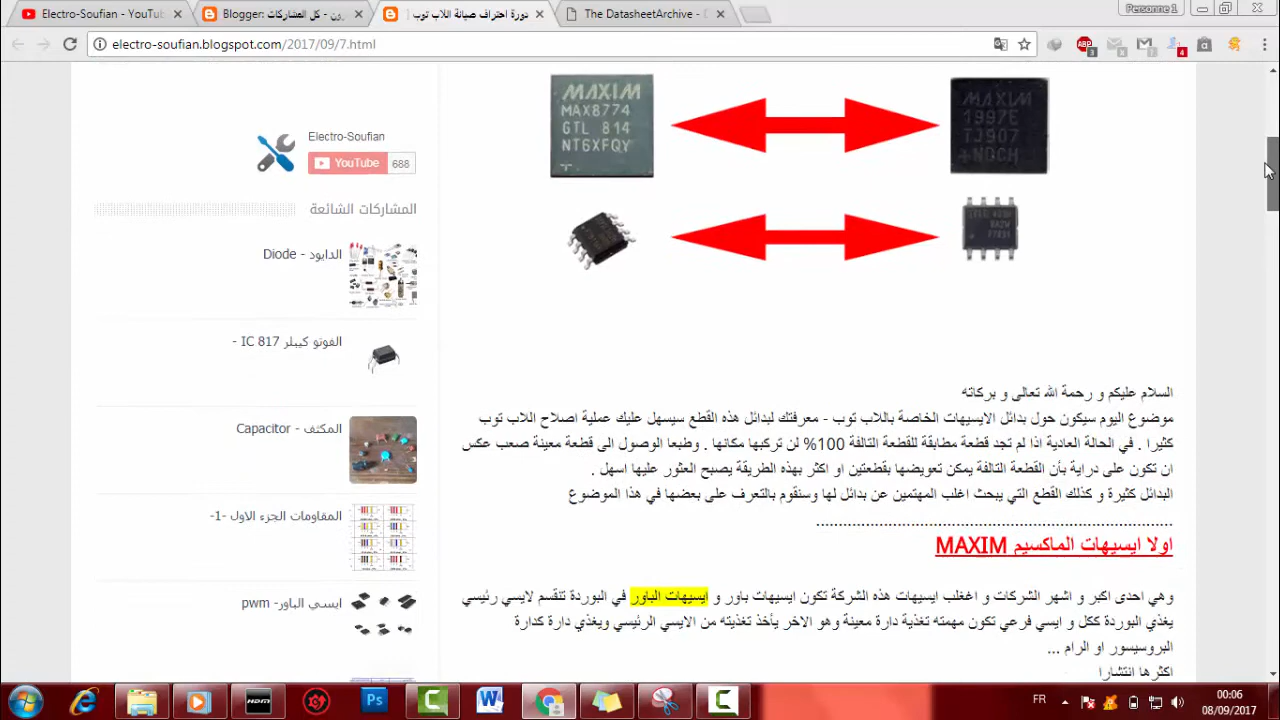 Electro-Soufian - YouTu
Blogger: ‫ون - كل المشاركات‬
دورة احتراف صيانة اللاب توب ]
The DatasheetArchive - D
Personne 1
electro-soufian.blogspot.com/2017/09/7.html
3
4
MAXIM
MAX8774
GTL 814
NT6XFQY
MAXIM
1997E
TJ907
+NDCH
Electro-Soufian
YouTube 688
المشاركات الشائعة
الدايود - Diode
الفوتو كيبلر IC 817 -
المكثف - Capacitor
المقاومات الجزء الاول -1-
ايسي الباور- pwm
السلام عليكم و رحمة الله تعالى و بركاته
موضوع اليوم سيكون حول بدائل الايسيهات الخاصة باللاب توب - معرفتك لبدائل هذه القطع سيسهل عليك عملية اصلاح اللاب توب
كثيرا . في الحالة العادية اذا لم تجد قطعة مطابقة للقطعة التالفة 100% لن تركبها مكانها . وطبعا الوصول الى قطعة معينة صعب عكس
ان تكون على دراية بأن القطعة التالفة يمكن تعويضها بقطعتين او اكثر بهذه الطريقة يصبح العثور عليها اسهل .
البدائل كثيرة و كذلك القطع التي يبحث اغلب المهتمين عن بدائل لها وسنقوم بالتعرف على بعضها في هذا الموضوع
اولا ايسيهات الماكسيم MAXIM
وهي احدى اكبر و اشهر الشركات و اغغلب ايسيهات هذه الشركة تكون ايسيهات باور و ايسيهات الباور في البوردة تنقسم لايسي رئيسي
يغذي البوردة ككل و ايسي فرعي تكون مهمته تغذية دارة معينة وهو الاخر يأخذ تغذيته من الايسي الرئيسي ويغذي دارة كدارة
البروسيسور او الرام ...
اكثرها انتشارا
FR
00:06
08/09/2017